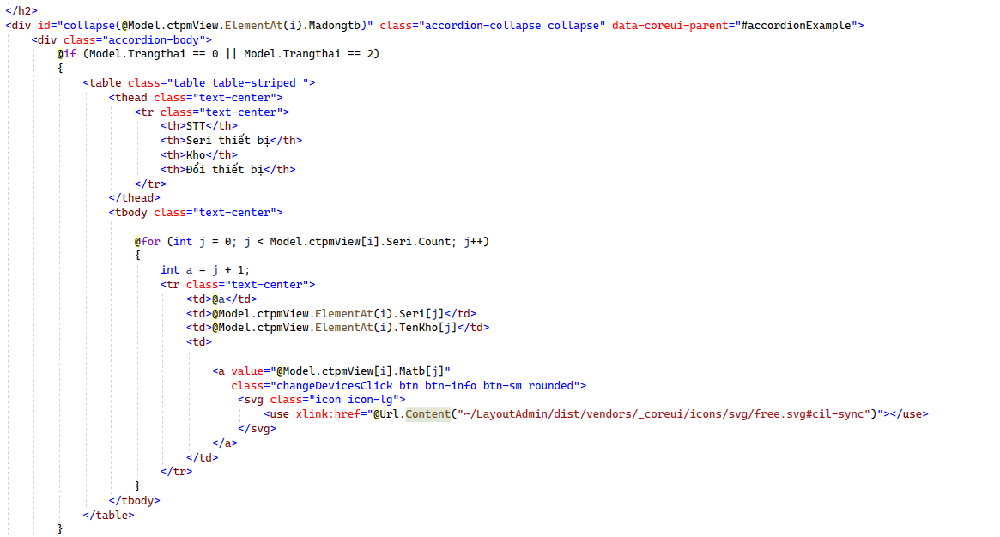 </h2>
<div id="collapse(@Model.ctpmView.ElementAt(i).Madongtb)" class="accordion-collapse collapse" data-coreui-parent="#accordionExample">
<div class="accordion-body">
@if (Model.Trangthai == 0 || Model.Trangthai == 2)
{
<table class="table table-striped ">
<thead class="text-center">
<tr class="text-center">
<th>STT</th>
<th>Seri thiết bị</th>
<th>Kho</th>
<th>Đổi thiết bị</th>
</tr>
</thead>
<tbody class="text-center">
@for (int j = 0; j < Model.ctpmView[i].Seri.Count; j++)
{
int a = j + 1;
<tr class="text-center">
<td>@a</td>
<td>@Model.ctpmView.ElementAt(i).Seri[j]</td>
<td>@Model.ctpmView.ElementAt(i).TenKho[j]</td>
<td>
<a value="@Model.ctpmView[i].Matb[j]"
class="changeDevicesClick btn btn-info btn-sm rounded">
<svg class="icon icon-lg">
<use xlink:href="@Url.Content("~/LayoutAdmin/dist/vendors/_coreui/icons/svg/free.svg#cil-sync")"></use>
</svg>
</a>
</td>
</tr>
}
</tbody>
</table>
}